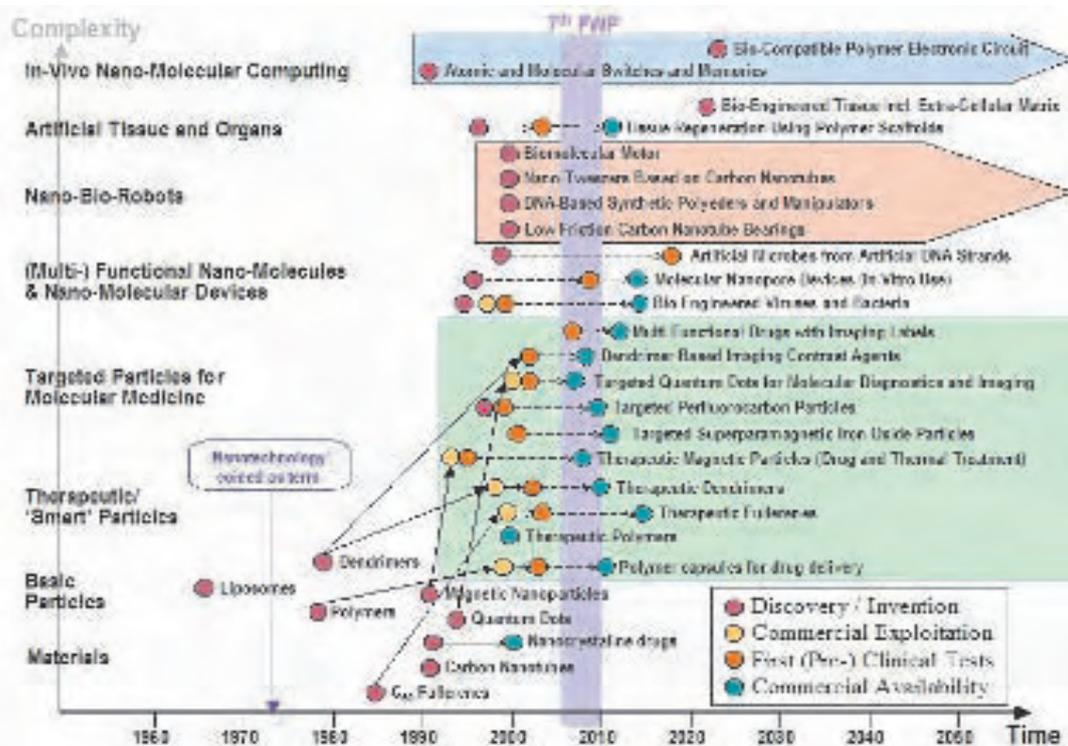 Complexity
7th FWP
Bio-Compatible Polymer Electronic Circuit
In-Vivo Nano-Molecular Computing
Atomic and Molecular Switches and Memories
Bio-Engineered Tissue Incl. Extra-Cellular Matrix
Artificial Tissue and Organs
Tissue Regeneration Using Polymer Scaffolds
Biomolecular Motor
Nano-Tweezers Based on Carbon Nanotubes
Nano-Bio-Robots
DNA-Based Synthetic Polyeders and Manipulators
Low Friction Carbon Nanotube Bearings
Artificial Microbes from Artificial DNA Strands
(Multi-) Functional Nano-Molecules
& Nano-Molecular Devices
Molecular Nanopore Devices (In Vitro Use)
Bio Engineered Viruses and Bacteria
Multi Functional Drugs with Imaging Labels
Dendrimer Based Imaging Contrast Agents
Targeted Particles for
Molecular Medicine
Targeted Quantum Dots for Molecular Diagnostics and Imaging
Targeted Perfluorocarbon Particles
Targeted Superparamagnetic Iron Oxide Particles
Nanotechnology
coined as term
Therapeutic Magnetic Particles (Drug and Thermal Treatment)
Therapeutic/
'Smart' Particles
Therapeutic Dendrimers
Therapeutic Fullerenes
Therapeutic Polymers
Dendrimers
Polymer capsules for drug delivery
Basic
Particles
Liposomes
Magnetic Nanoparticles
Polymers
Quantum Dots
Materials
Nanocrystaline drugs
Carbon Nanotubes
C60 Fullerenes
Discovery / Invention
Commercial Exploitation
First (Pre-) Clinical Tests
Commercial Availability
1960 1970 1980 1990 2000 2010 2020 2030 2040 2050 2060 Time